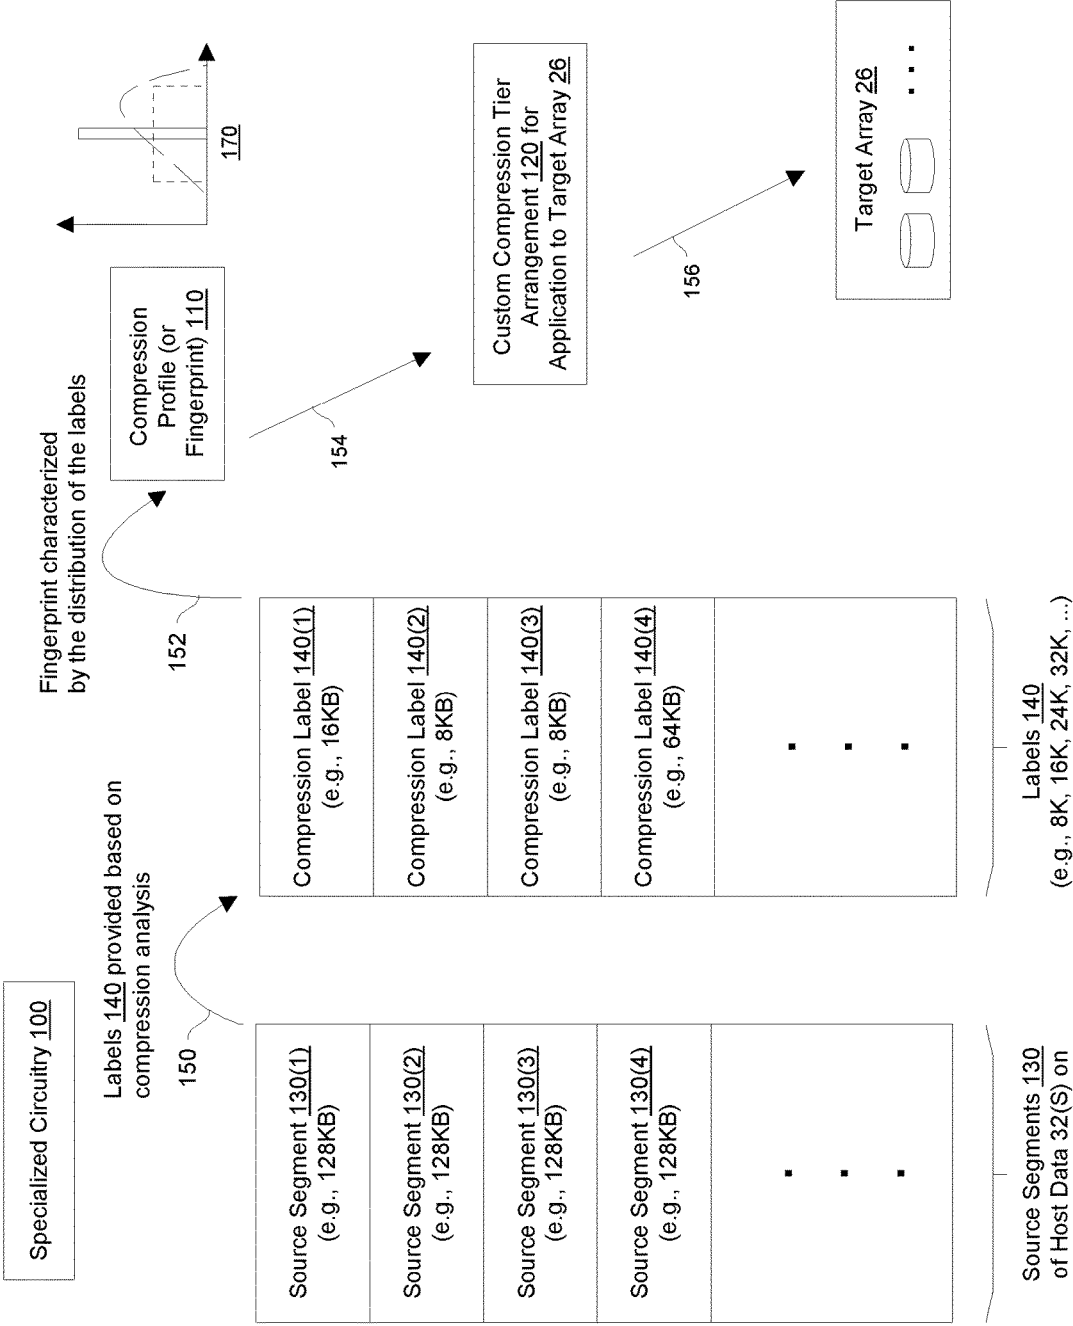 Specialized Circuitry 100
Labels 140 provided based on
compression analysis
150
Source Segment 130(1)
(e.g., 128KB)
Source Segment 130(2)
(e.g., 128KB)
Source Segment 130(3)
(e.g., 128KB)
Source Segment 130(4)
(e.g., 128KB)
Source Segments 130
of Host Data 32(S) on
Fingerprint characterized
by the distribution of the labels
152
Compression Label 140(1)
(e.g., 16KB)
Compression Label 140(2)
(e.g., 8KB)
Compression Label 140(3)
(e.g., 8KB)
Compression Label 140(4)
(e.g., 64KB)
Labels 140
(e.g., 8K, 16K, 24K, 32K, ...)
Compression
Profile (or
Fingerprint) 110
170
154
Custom Compression Tier
Arrangement 120 for
Application to Target Array 26
156
Target Array 26